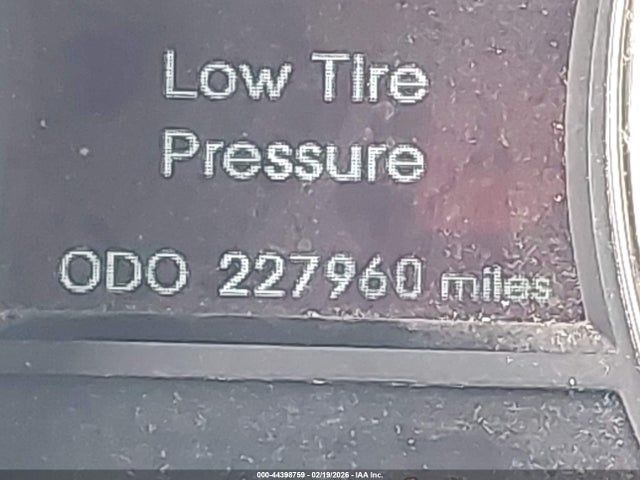 Low Tire
Pressure
ODO 227960 miles
000-44398759 - 02/19/2026 - IAA Inc.